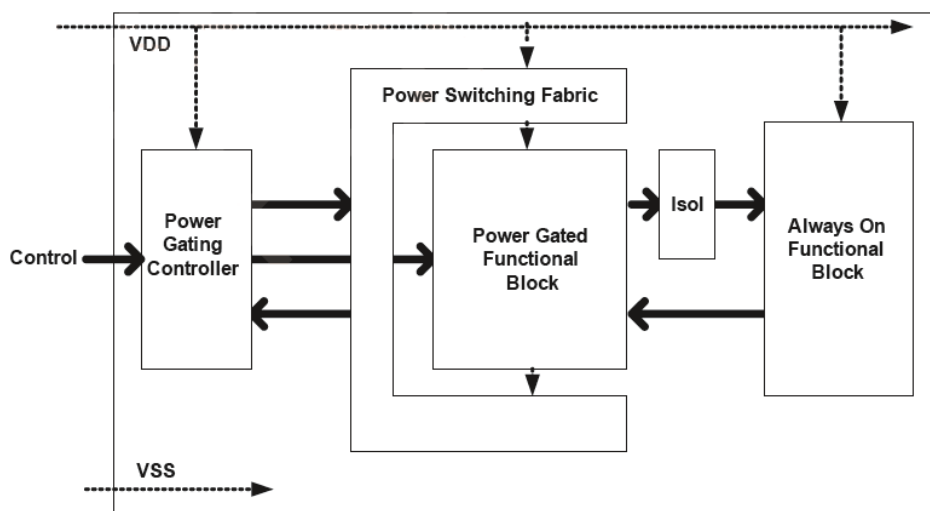 VDD
Power Switching Fabric
Control
Power
Gating
Controller
Power Gated
Functional
Block
Isol
Always On
Functional
Block
VSS